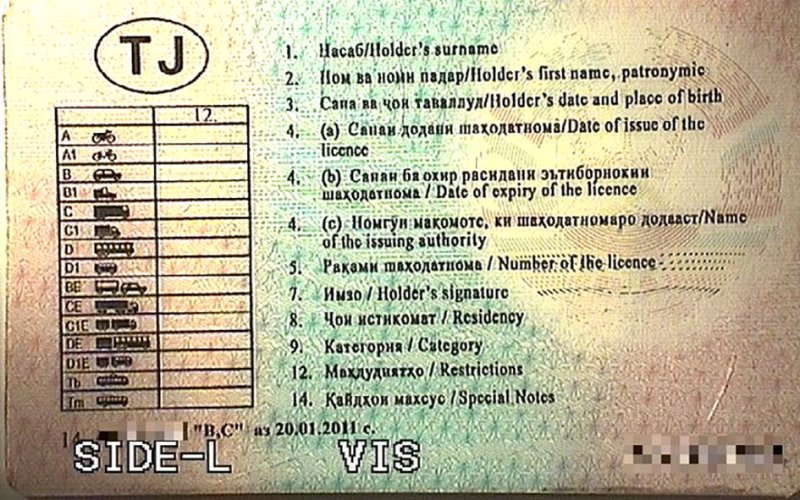 TJ
12.
A
A1
B
B1
C
C1
D
D1
BE
CE
C1E
DE
D1E
Tb
Tm
1. Насаб/Holder's surname
2. Ном ва номи падар/Holder's first name, patronymic
3. Сана ва ҷои таваллуд/Holder's date and place of birth
4. (a) Санаи додани шаҳодатнома/Date of issue of the
licence
4. (b) Санаи ба охир расидани эътиборнокии
шаҳодатнома / Date of expiry of the licence
4. (c) Номгӯи мақомоте, ки шаҳодатномаро додааст/Name
of the issuing authority
5. Рақами шаҳодатнома / Number of the licence
7. Имзо / Holder's signature
8. Ҷои истиқомат / Residency
9. Категория / Category
12. Маҳдудиятҳо / Restrictions
14. Қайдҳои махсус / Special Notes
14. "B,C" аз 20.01.2011 с.
SIDE-L VIS